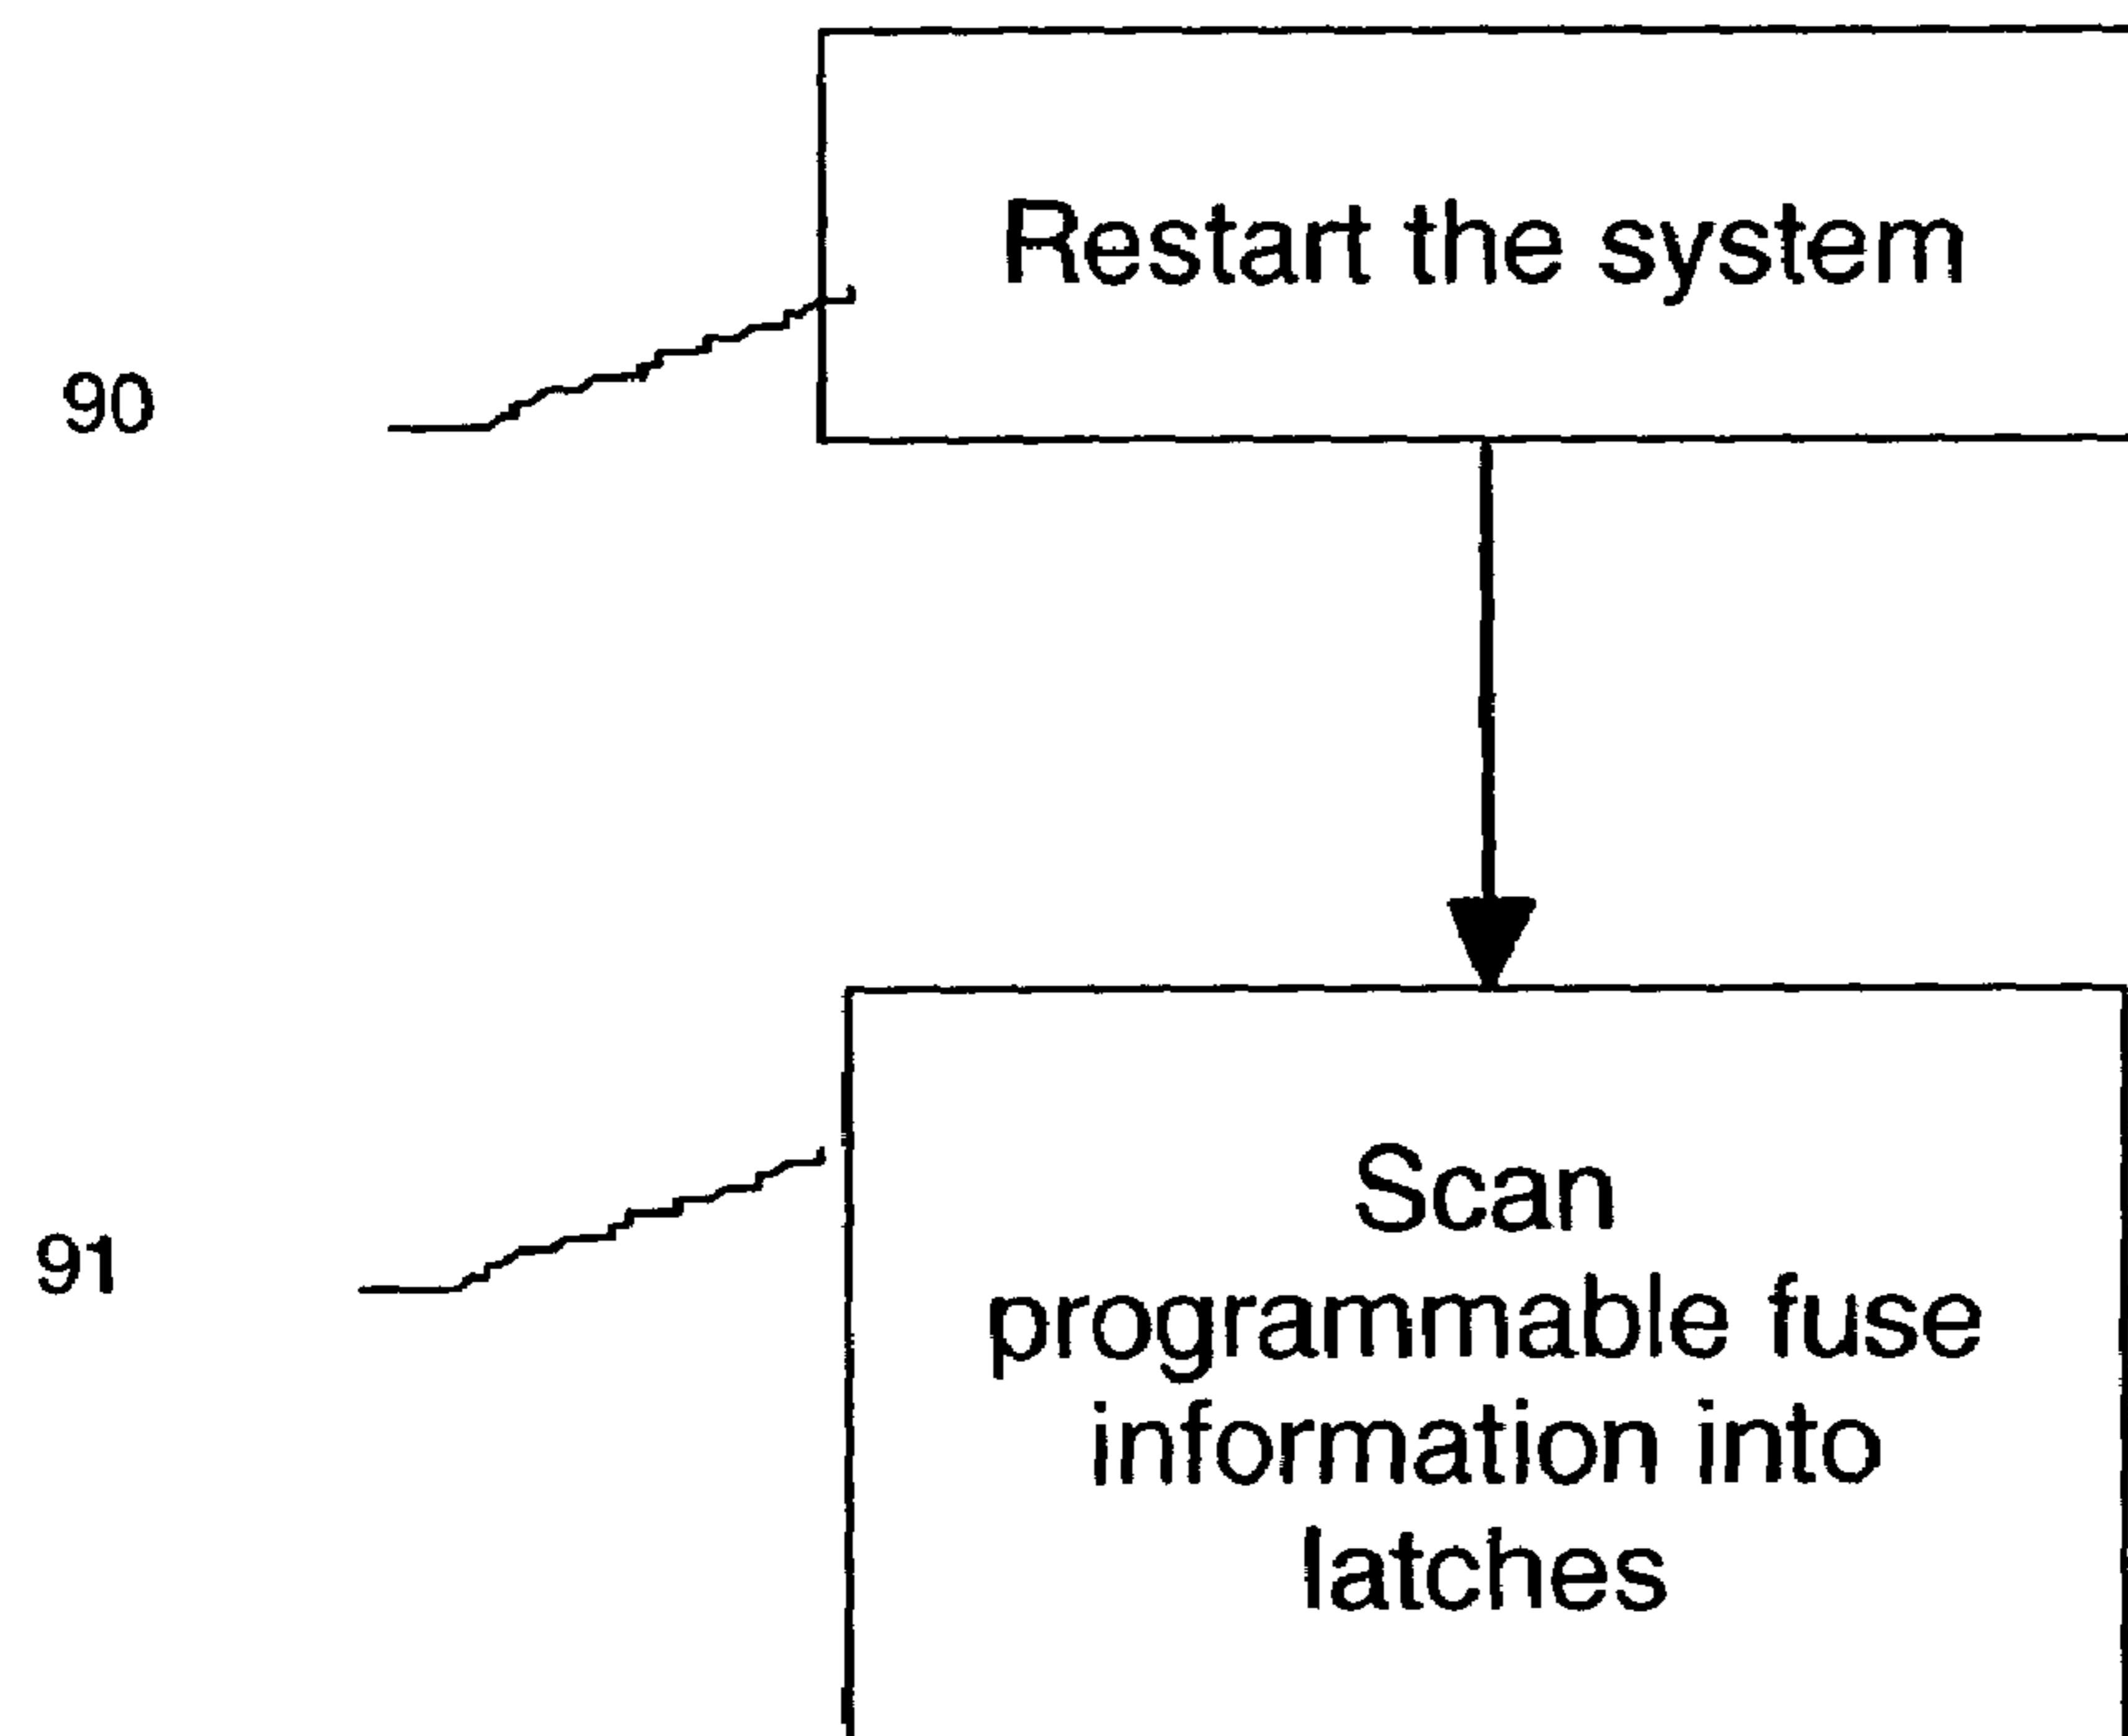 Restart the system
90
Scan
91
programmable fuse
information into
latches